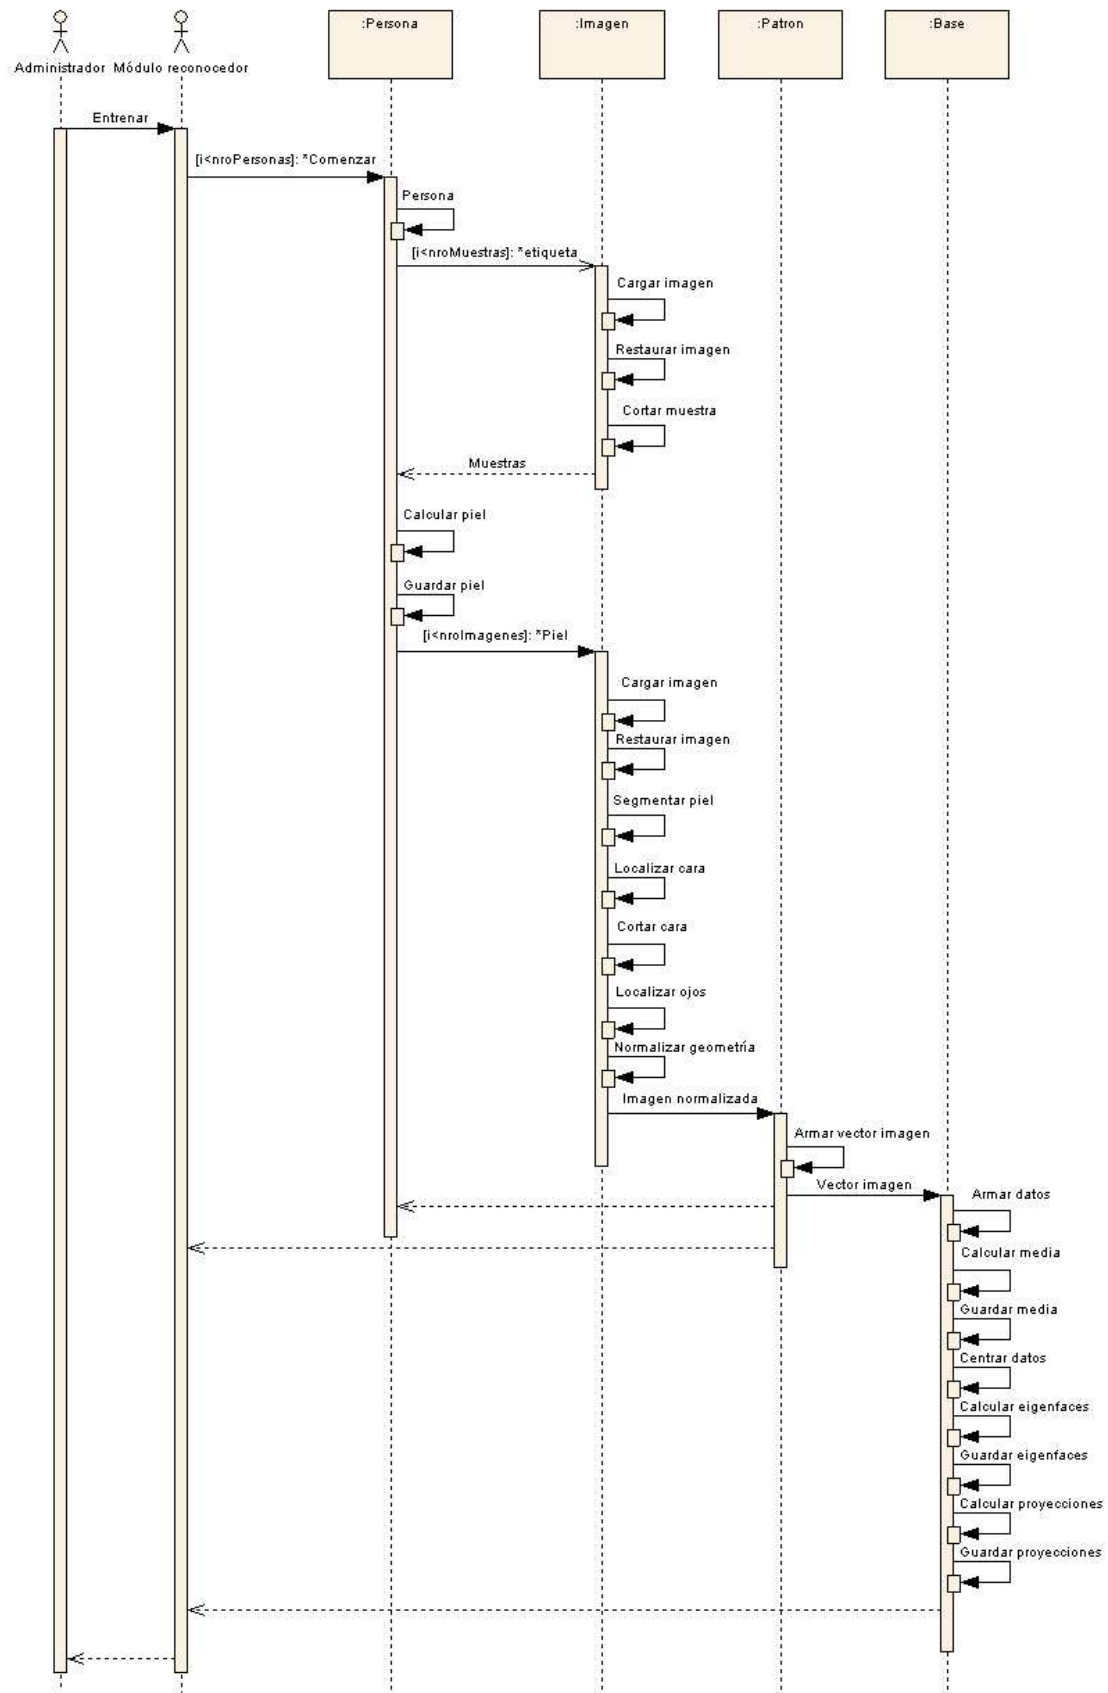 :Persona
:Imagen
:Patron
:Base
Administrador
Módulo reconocedor
Entrenar
[i<nroPersonas]: *Comenzar
Persona
[i<nroMuestras]: *etiqueta
Cargar imagen
Restaurar imagen
Cortar muestra
Muestras
Calcular piel
Guardar piel
[i<nroImagenes]: *Piel
Cargar imagen
Restaurar imagen
Segmentar piel
Localizar cara
Cortar cara
Localizar ojos
Normalizar geometría
Imagen normalizada
Armar vector imagen
Vector imagen
Armar datos
Calcular media
Guardar media
Centrar datos
Calcular eigenfaces
Guardar eigenfaces
Calcular proyecciones
Guardar proyecciones